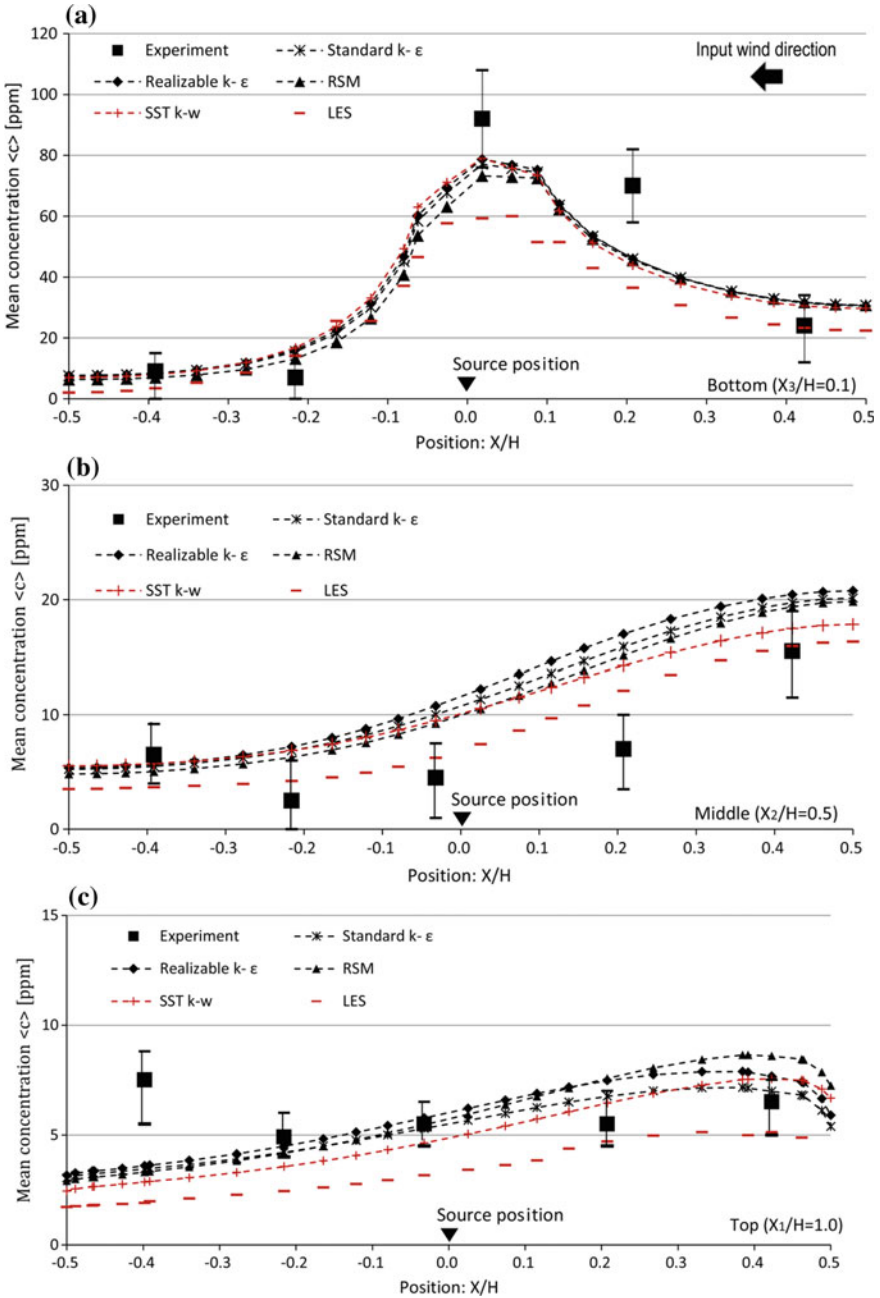 (a)
120
100
80
60
40
20
0
Mean concentration <c> [ppm]
Experiment
Standard k- ε
Realizable k- ε
RSM
SST k-w
LES
Input wind direction
Source position
Bottom (X3/H=0.1)
-0.5 -0.4 -0.3 -0.2 -0.1 0.0 0.1 0.2 0.3 0.4 0.5
Position: X/H
(b)
30
20
10
0
Mean concentration <c> [ppm]
Experiment
Standard k- ε
Realizable k- ε
RSM
SST k-w
LES
Source position
Middle (X2/H=0.5)
-0.5 -0.4 -0.3 -0.2 -0.1 0.0 0.1 0.2 0.3 0.4 0.5
Position: X/H
(c)
15
10
5
0
Mean concentration <c> [ppm]
Experiment
Standard k- ε
Realizable k- ε
RSM
SST k-w
LES
Source position
Top (X1/H=1.0)
-0.5 -0.4 -0.3 -0.2 -0.1 0.0 0.1 0.2 0.3 0.4 0.5
Position: X/H